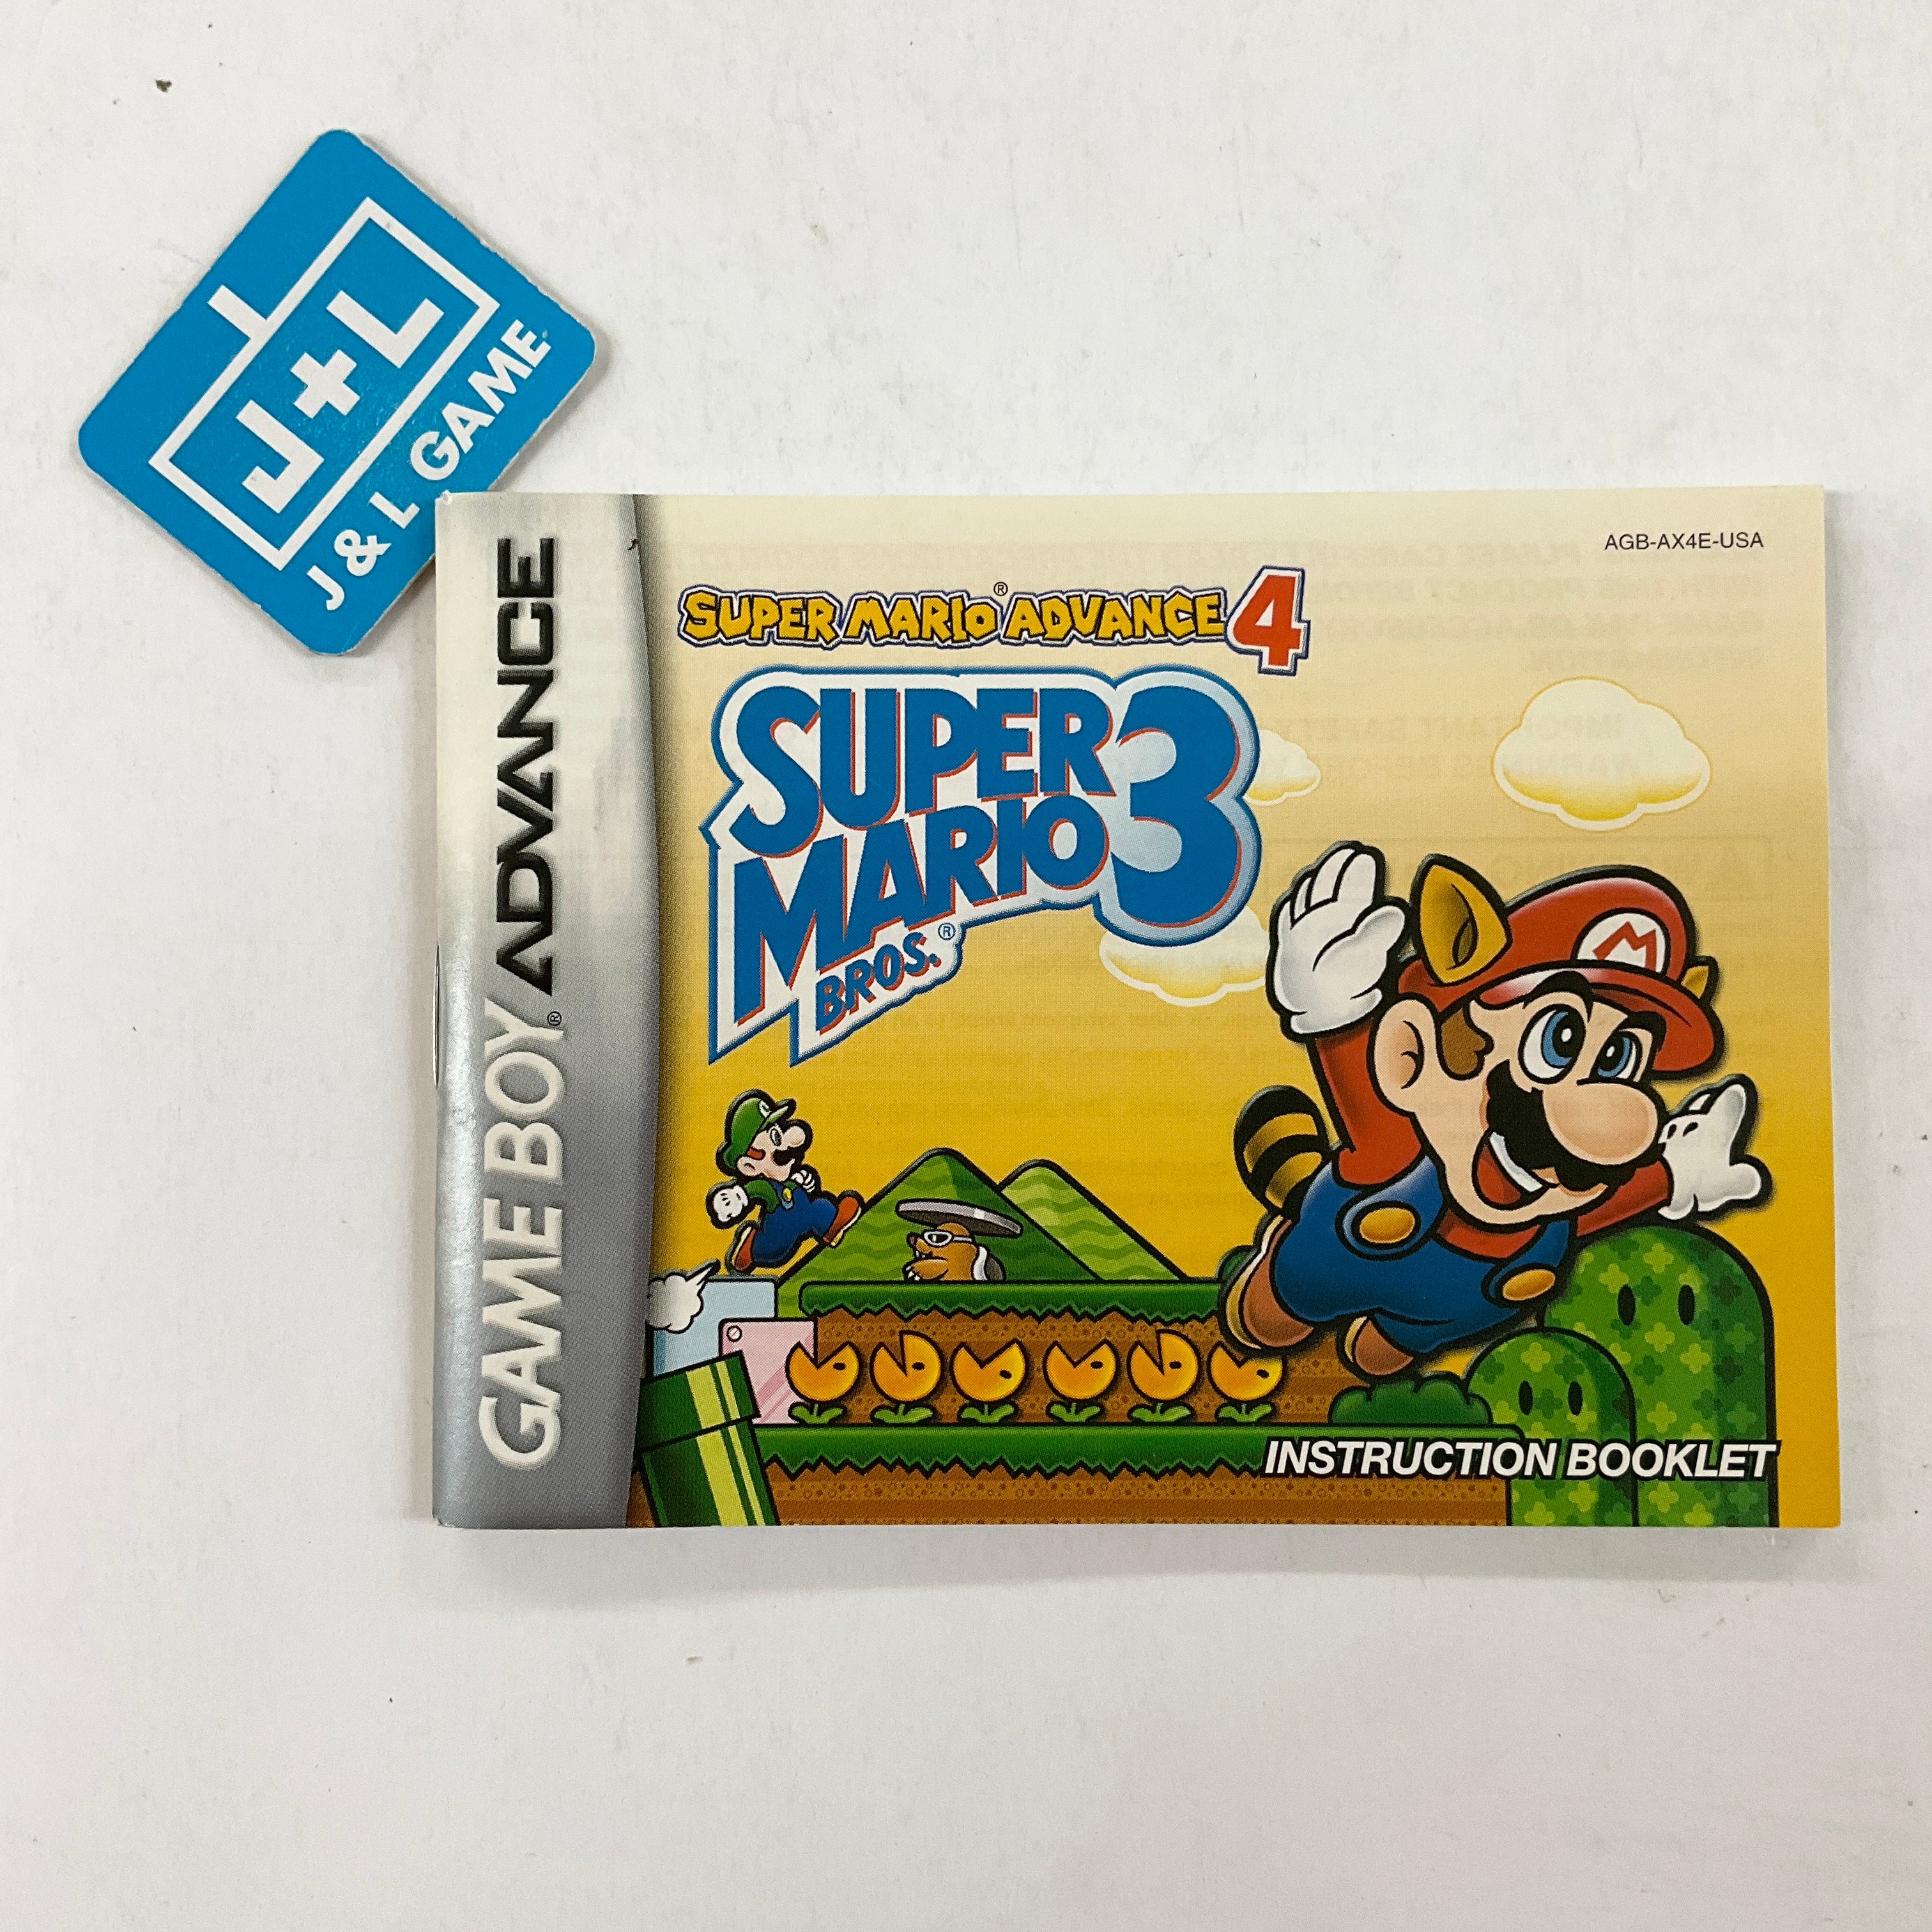 J+L
J & L GAME
GAME BOY® ADVANCE
AGB-AX4E-USA
SUPER MARIO® ADVANCE 4
SUPER
MARIO 3
BROS.®
M
L
INSTRUCTION BOOKLET